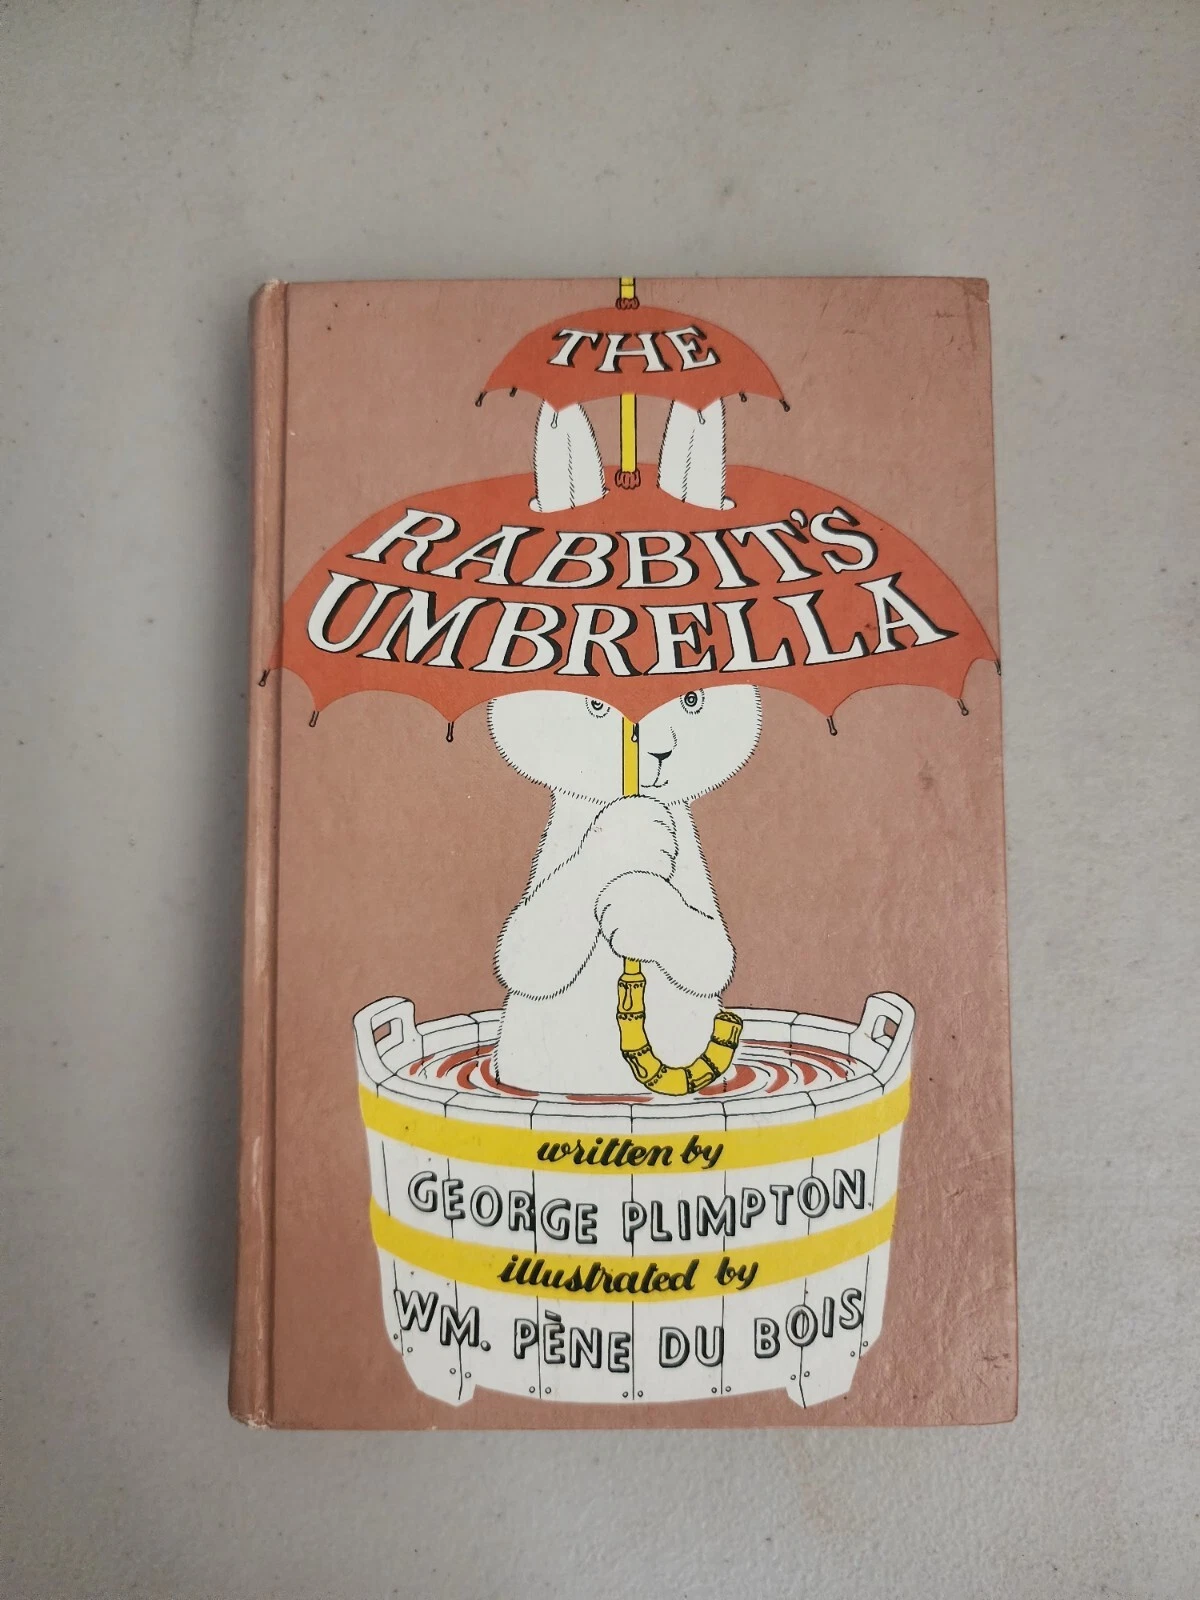 THE
RABBIT'S
UMBRELLA
written by
GEORGE PLIMPTON
illustrated by
WM. PÈNE DU BOIS